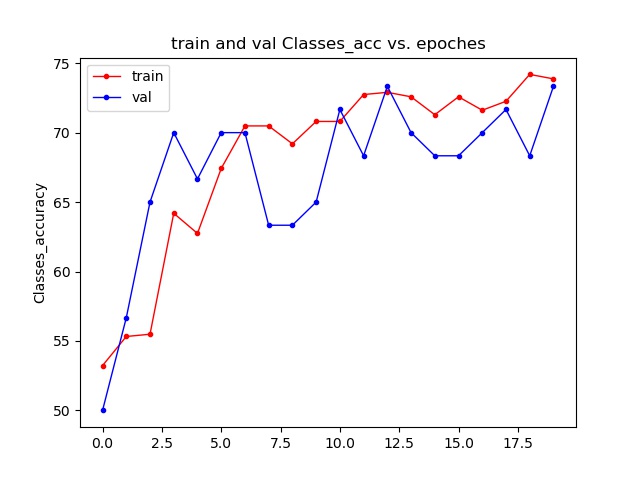 train and val Classes_acc vs. epoches
train
val
Classes_accuracy
75
70
65
60
55
50
0.0 2.5 5.0 7.5 10.0 12.5 15.0 17.5